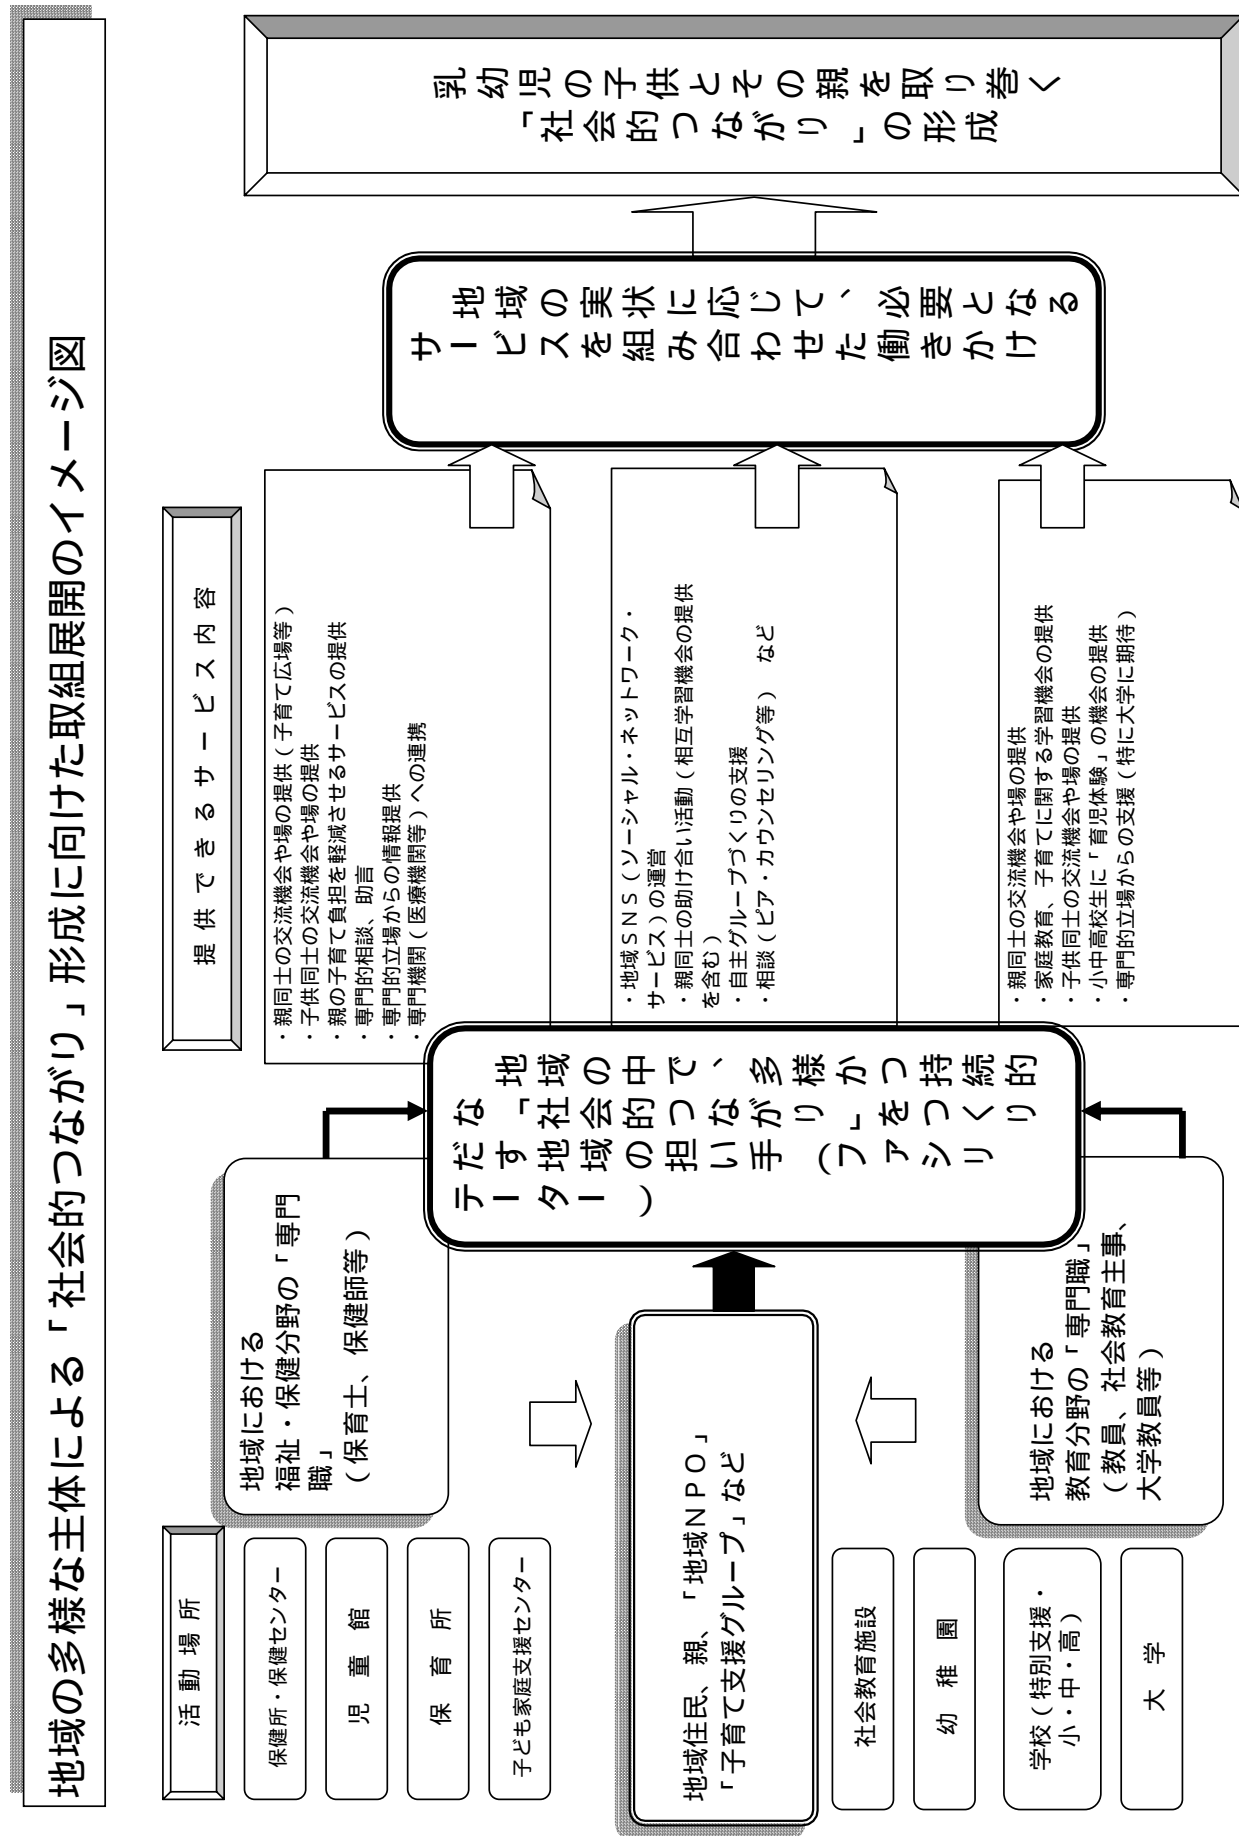 地域の多様な主体による「社会的つながり」形成に向けた取組展開のイメージ図
活動場所
保健所・保健センター
児童館
保育所
子ども家庭支援センター
地域住民、親、「地域NPO」
「子育て支援グループ」など
社会教育施設
幼稚園
学校(特別支援・
小・中・高)
大学
地域における
福祉・保健分野の「専門
職」
(保育士、保健師等)
地域における
教育分野の「専門職」
(教員、社会教育主事、
大学教員等)
地域の中で、多様かつ持続的
な「社会的つながり」をつくり
だす地域の担い手(ファシリ
テーター)
提供できるサービス内容
・親同士の交流機会や場の提供(子育て広場等)
・子供同士の交流機会や場の提供
・親の子育て負担を軽減させるサービスの提供
・専門的相談、助言
・専門的立場からの情報提供
・専門機関(医療機関等)への連携
・地域SNS(ソーシャル・ネットワーク・
サービス)の運営
・親同士の助け合い活動(相互学習機会の提供
を含む)
・自主グループづくりの支援
・相談(ピア・カウンセリング等) など
・親同士の交流機会や場の提供
・家庭教育、子育てに関する学習機会の提供
・子供同士の交流機会や場の提供
・小中高校生に「育児体験」の機会の提供
・専門的立場からの支援(特に大学に期待)
地域の実状に応じて、必要となる
サービスを組み合わせた働きかけ
乳幼児の子供とその親を取り巻く
「社会的つながり」の形成